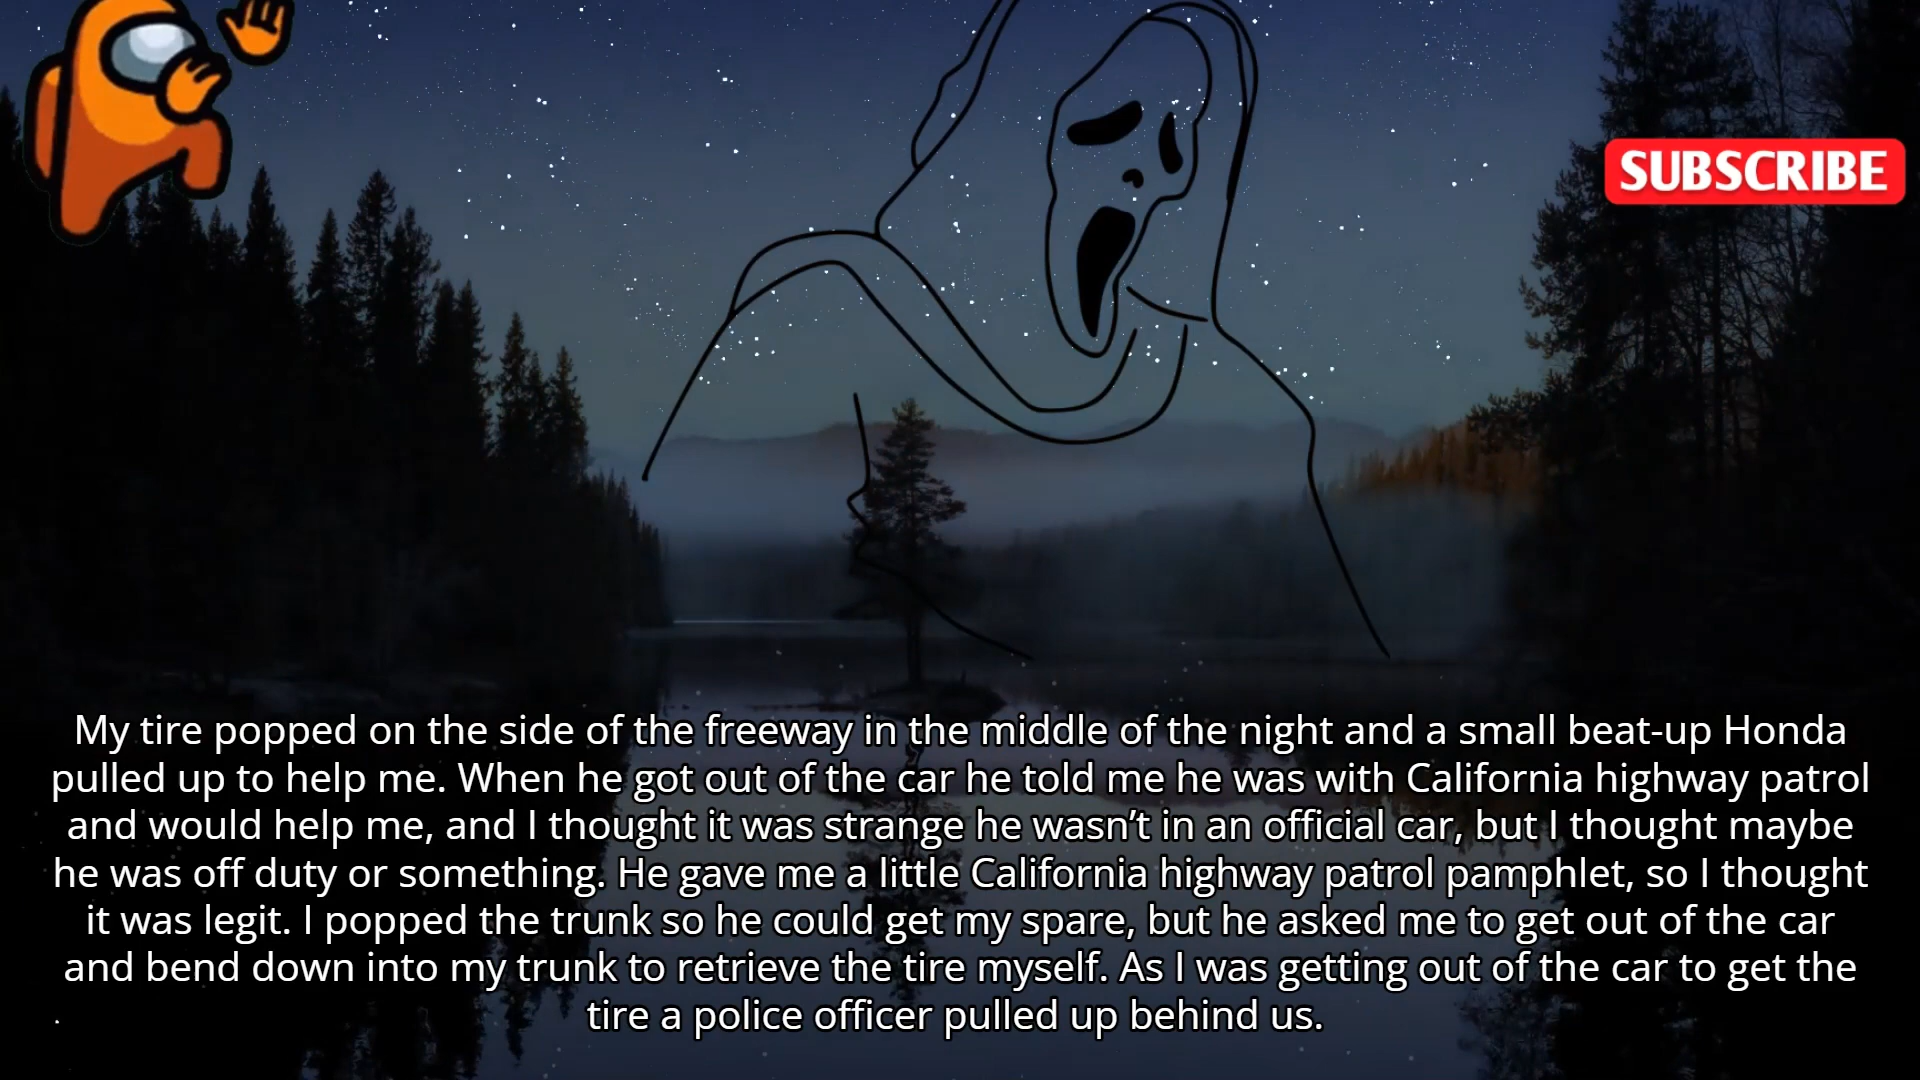 SUBSCRIBE
My tire popped on the side of the freeway in the middle of the night and a small beat-up Honda
pulled up to help me. When he got out of the car he told me he was with California highway patrol
and would help me, and I thought it was strange he wasn’t in an official car, but I thought maybe
he was off duty or something. He gave me a little California highway patrol pamphlet, so I thought
it was legit. I popped the trunk so he could get my spare, but he asked me to get out of the car
and bend down into my trunk to retrieve the tire myself. As I was getting out of the car to get the
tire a police officer pulled up behind us.